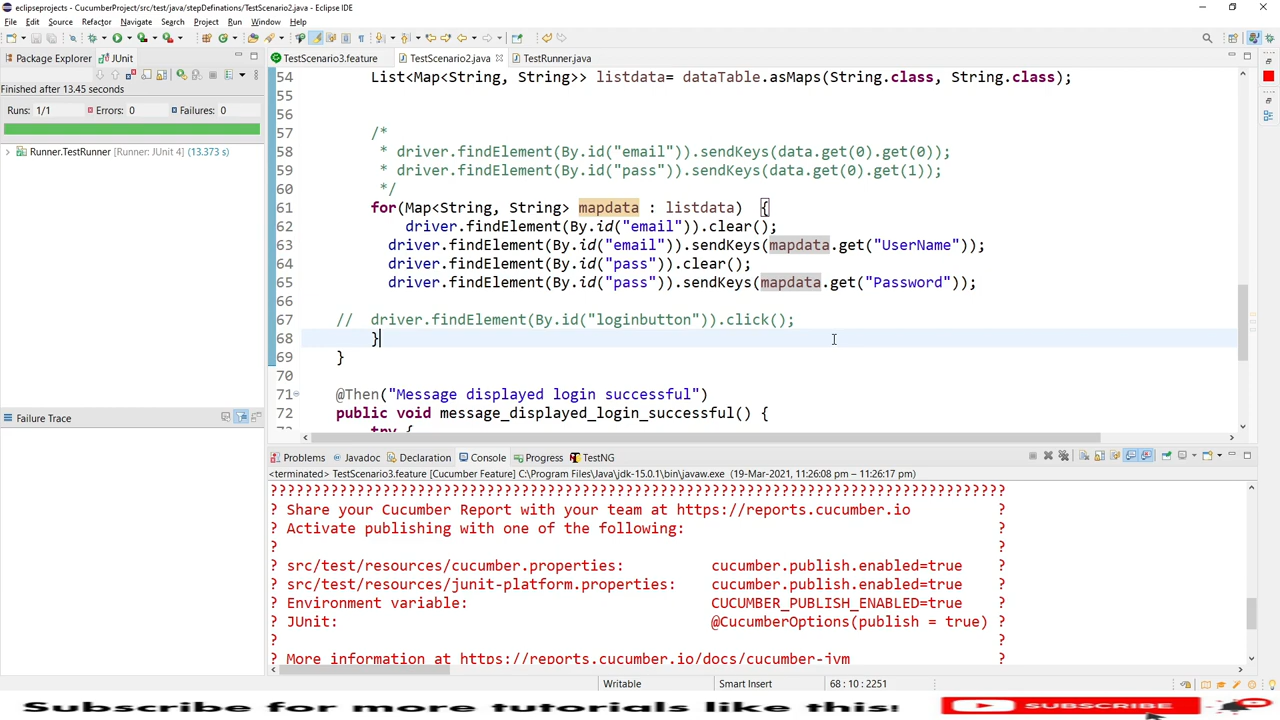 eclipseprojects - CucumberProject/src/test/java/stepDefinations/TestScenario2.java - Eclipse IDE
File Edit Source Refactor Navigate Search Project Run Window Help
Package Explorer JUnit
TestScenario3.feature TestScenario2.java TestRunner.java
Finished after 13.45 seconds
Runs: 1/1 Errors: 0 Failures: 0
Runner.TestRunner [Runner: JUnit 4] (13.373 s)
Failure Trace
54 List<Map<String, String>> listdata= dataTable.asMaps(String.class, String.class);
55
56
57 /*
58 * driver.findElement(By.id("email")).sendKeys(data.get(0).get(0));
59 * driver.findElement(By.id("pass")).sendKeys(data.get(0).get(1));
60 */
61 for(Map<String, String> mapdata : listdata) {
62 driver.findElement(By.id("email")).clear();
63 driver.findElement(By.id("email")).sendKeys(mapdata.get("UserName"));
64 driver.findElement(By.id("pass")).clear();
65 driver.findElement(By.id("pass")).sendKeys(mapdata.get("Password"));
66
67 // driver.findElement(By.id("loginbutton")).click();
68 }
69 }
70
71 @Then("Message displayed login successful")
72 public void message_displayed_login_successful() {
try {
Problems Javadoc Declaration Console Progress TestNG
<terminated> TestScenario3.feature [Cucumber Feature] C:\Program Files\Java\jdk-15.0.1\bin\javaw.exe (19-Mar-2021, 11:26:08 pm – 11:26:17 pm)
?????????????????????????????????????????????????????????????????????????????????????
? Share your Cucumber Report with your team at https://reports.cucumber.io ?
? Activate publishing with one of the following: ?
? ?
? src/test/resources/cucumber.properties: cucumber.publish.enabled=true ?
? src/test/resources/junit-platform.properties: cucumber.publish.enabled=true ?
? Environment variable: CUCUMBER_PUBLISH_ENABLED=true ?
? JUnit: @CucumberOptions(publish = true) ?
? ?
? More information at https://reports.cucumber.io/docs/cucumber-jvm ?
Writable Smart Insert 68 : 10 : 2251
Subscribe for more tutorials like this! SUBSCRIBE